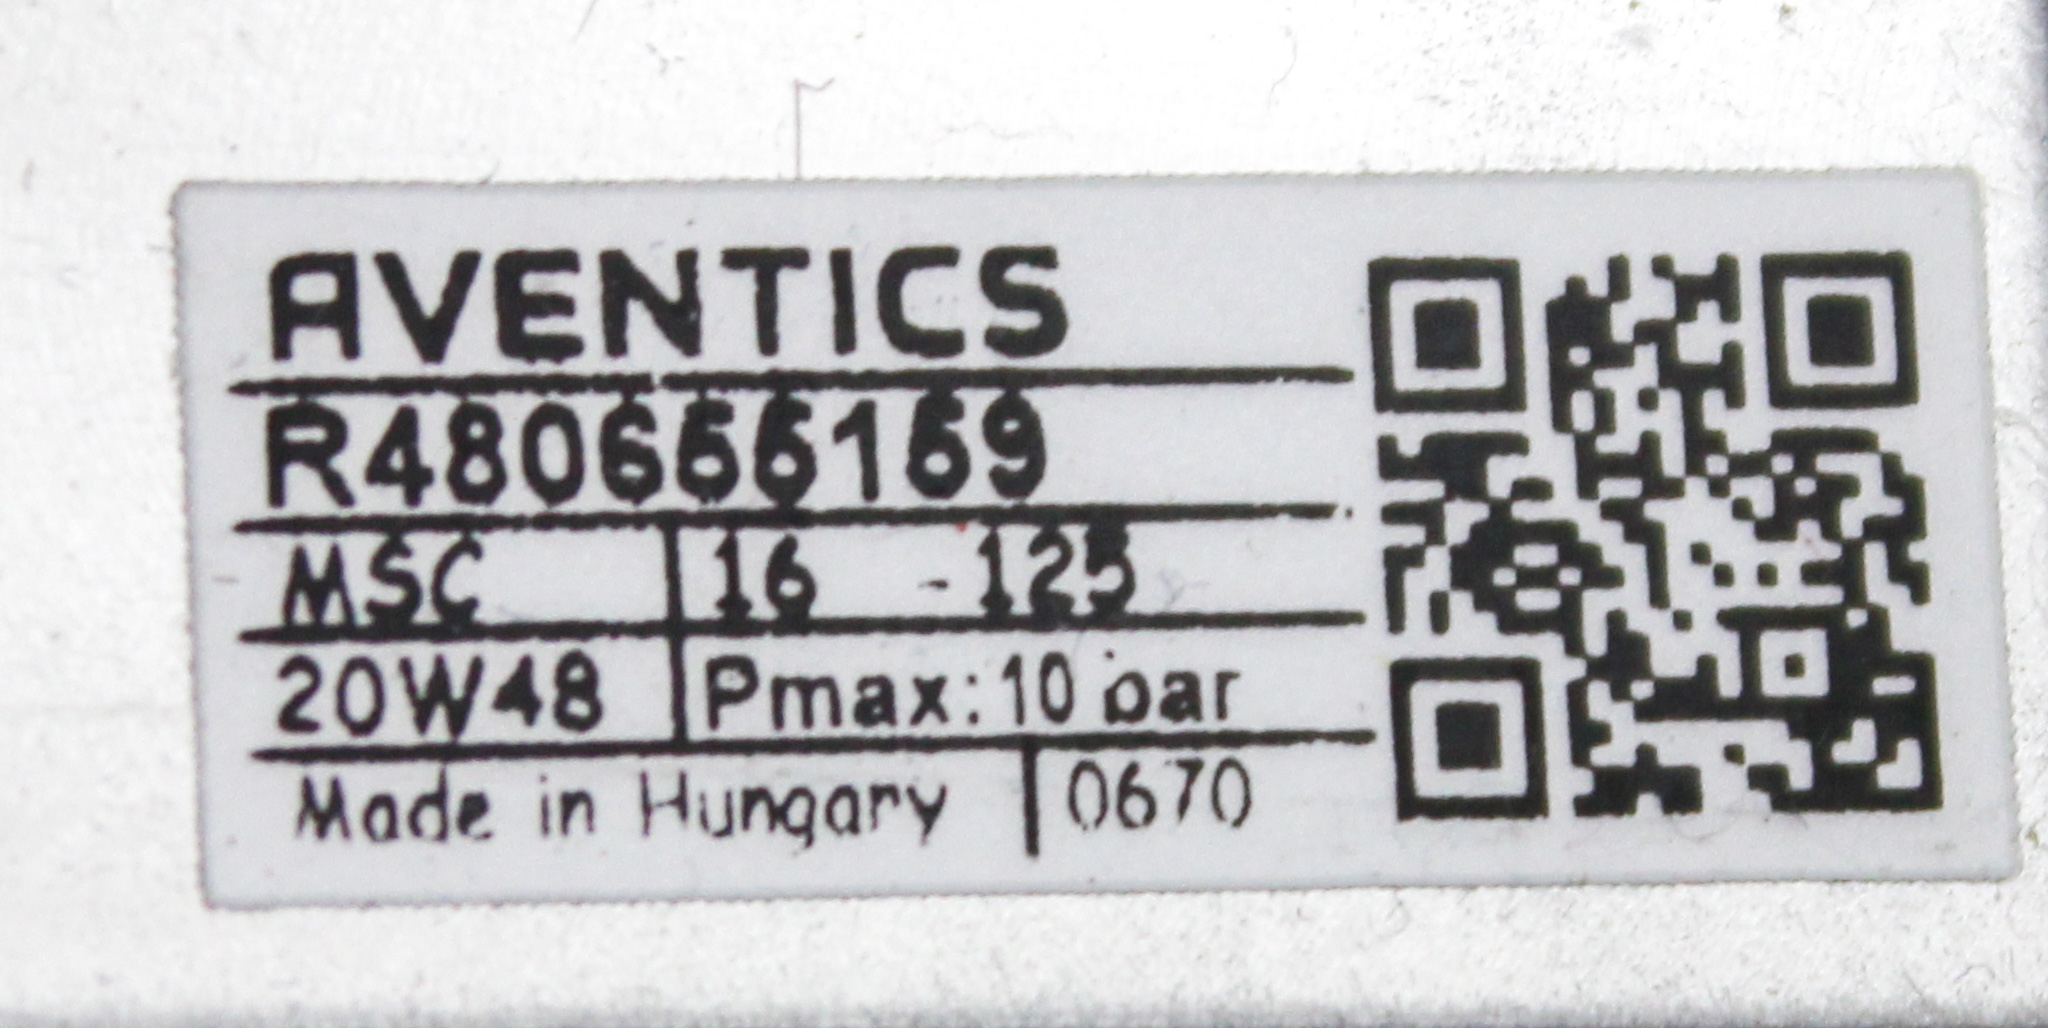 AVENTICS
R480666169
MSC 16 -125
20W48 Pmax: 10 bar
Made in Hungary 0670